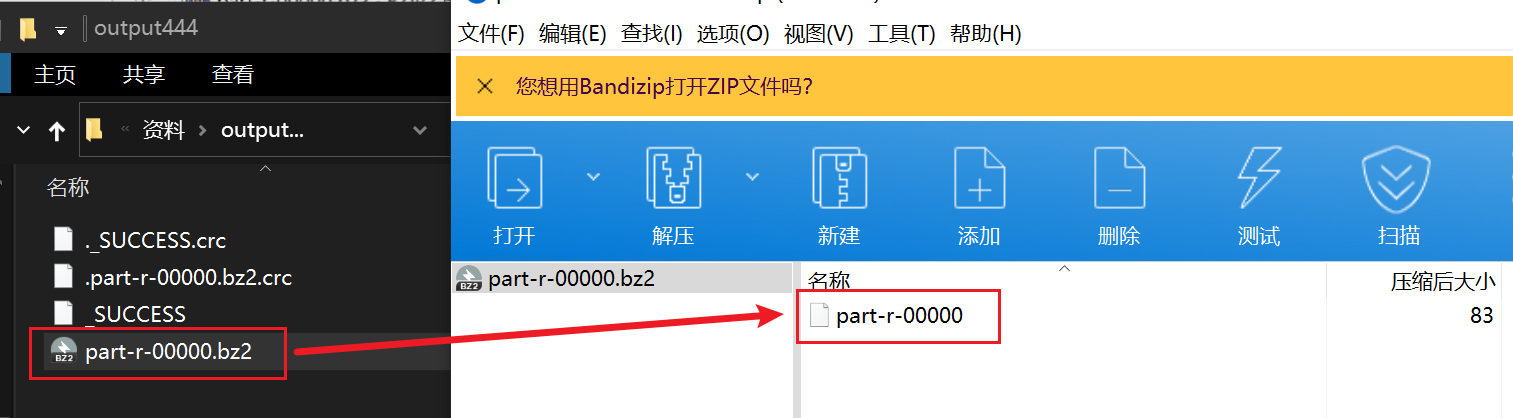 output444
主页 共享 查看
资料 output...
名称
._SUCCESS.crc
.part-r-00000.bz2.crc
_SUCCESS
BZ2 part-r-00000.bz2
文件(F) 编辑(E) 查找(I) 选项(O) 视图(V) 工具(T) 帮助(H)
您想用Bandizip打开ZIP文件吗?
打开 解压 新建 添加 删除 测试 扫描
BZ2 part-r-00000.bz2
名称 压缩后大小
part-r-00000 83